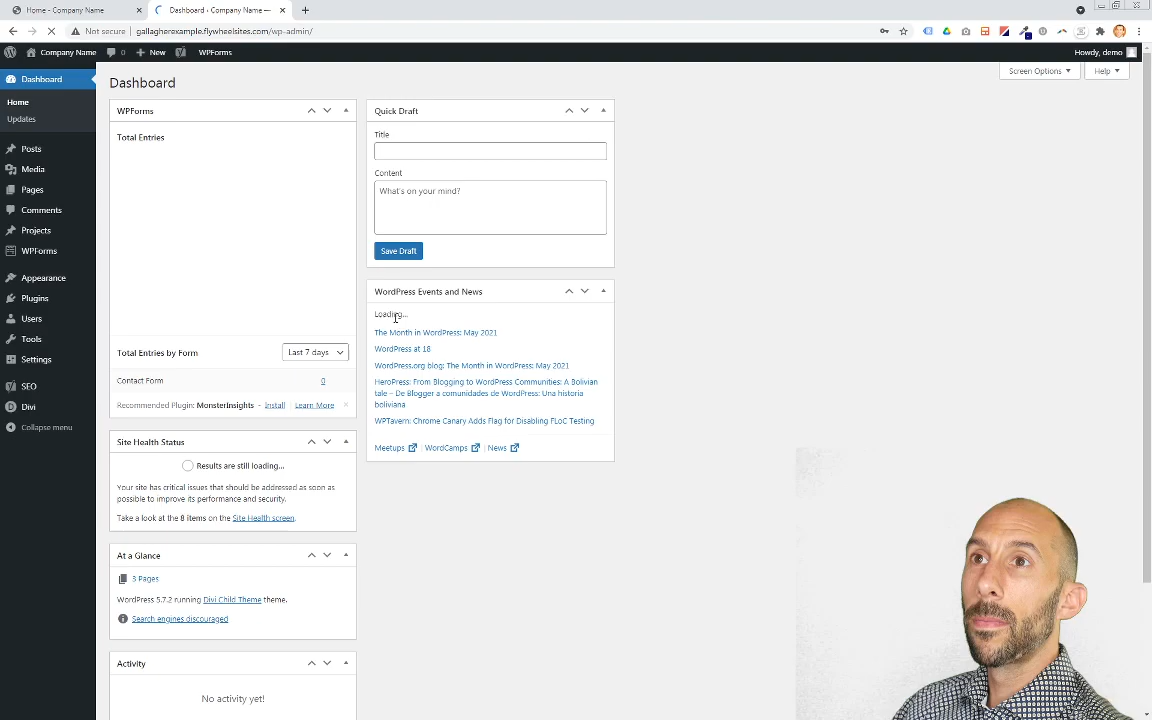 Home - Company Name
Dashboard ‹ Company Name —
Not secure
gallagherexample.flywheelsites.com/wp-admin/
Company Name
0
New
WPForms
Howdy, demo
Screen Options
Help
Dashboard
Home
Updates
Posts
Media
Pages
Comments
Projects
WPForms
Appearance
Plugins
Users
Tools
Settings
SEO
Divi
Collapse menu
Dashboard
WPForms
Total Entries
Total Entries by Form
Last 7 days
Contact Form
0
Recommended Plugin: MonsterInsights - Install | Learn More
Site Health Status
Results are still loading...
Your site has critical issues that should be addressed as soon as
possible to improve its performance and security.
Take a look at the 8 items on the Site Health screen.
At a Glance
3 Pages
WordPress 5.7.2 running Divi Child Theme theme.
Search engines discouraged
Activity
No activity yet!
Quick Draft
Title
Content
What's on your mind?
Save Draft
WordPress Events and News
Loading...
The Month in WordPress: May 2021
WordPress at 18
WordPress.org blog: The Month in WordPress: May 2021
HeroPress: From Blogging to WordPress Communities: A Bolivian
tale – De Blogger a comunidades de WordPress: Una historia
boliviana
WPTavern: Chrome Canary Adds Flag for Disabling FLoC Testing
Meetups | WordCamps | News